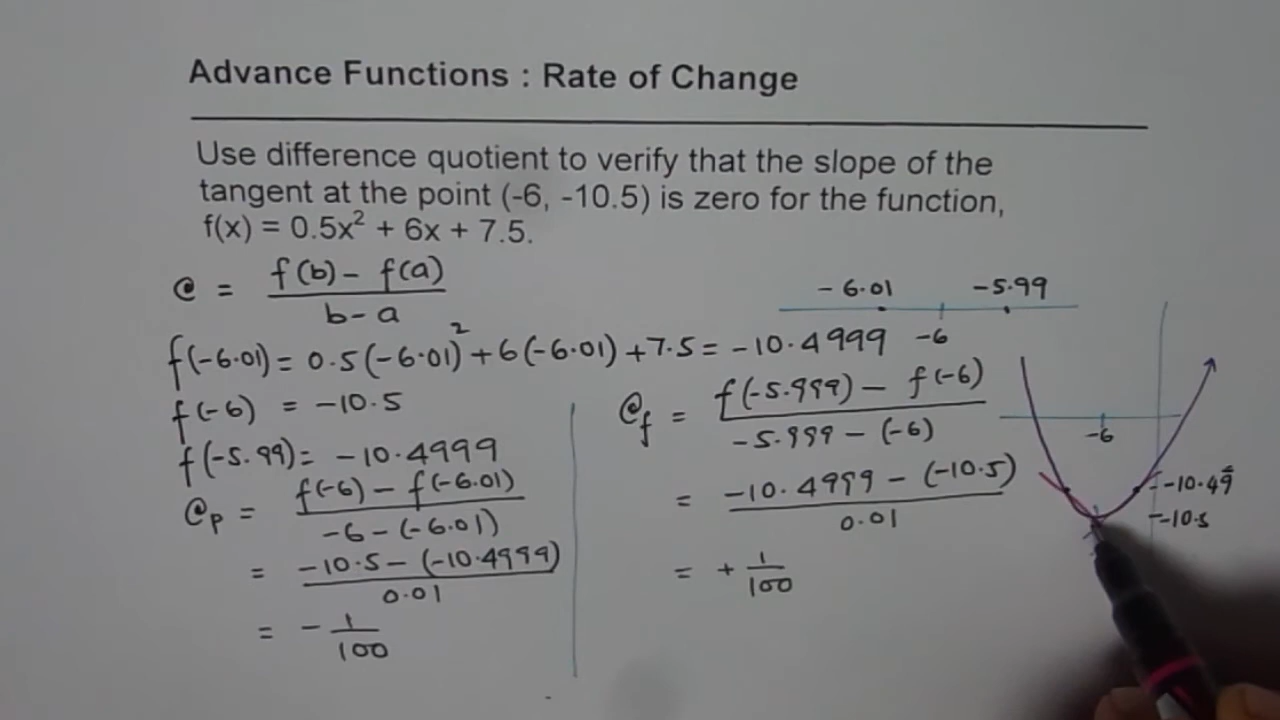 Advance Functions : Rate of Change
Use difference quotient to verify that the slope of the
tangent at the point (-6, -10.5) is zero for the function,
f(x) = 0.5x² + 6x + 7.5.
@ = f(b) - f(a) / b-a
-6.01 -5.99
-6
f(-6.01) = 0.5(-6.01)² + 6(-6.01) + 7.5 = -10.4999
f(-6) = -10.5
f(-5.99) = -10.4999
@p = f(-6) - f(-6.01) / -6 - (-6.01)
= -10.5 - (-10.4999) / 0.01
= - 1/100
@f = f(-5.999) - f(-6) / -5.999 - (-6)
= -10.4999 - (-10.5) / 0.01
= + 1/100
-6
-10.49
-10.5